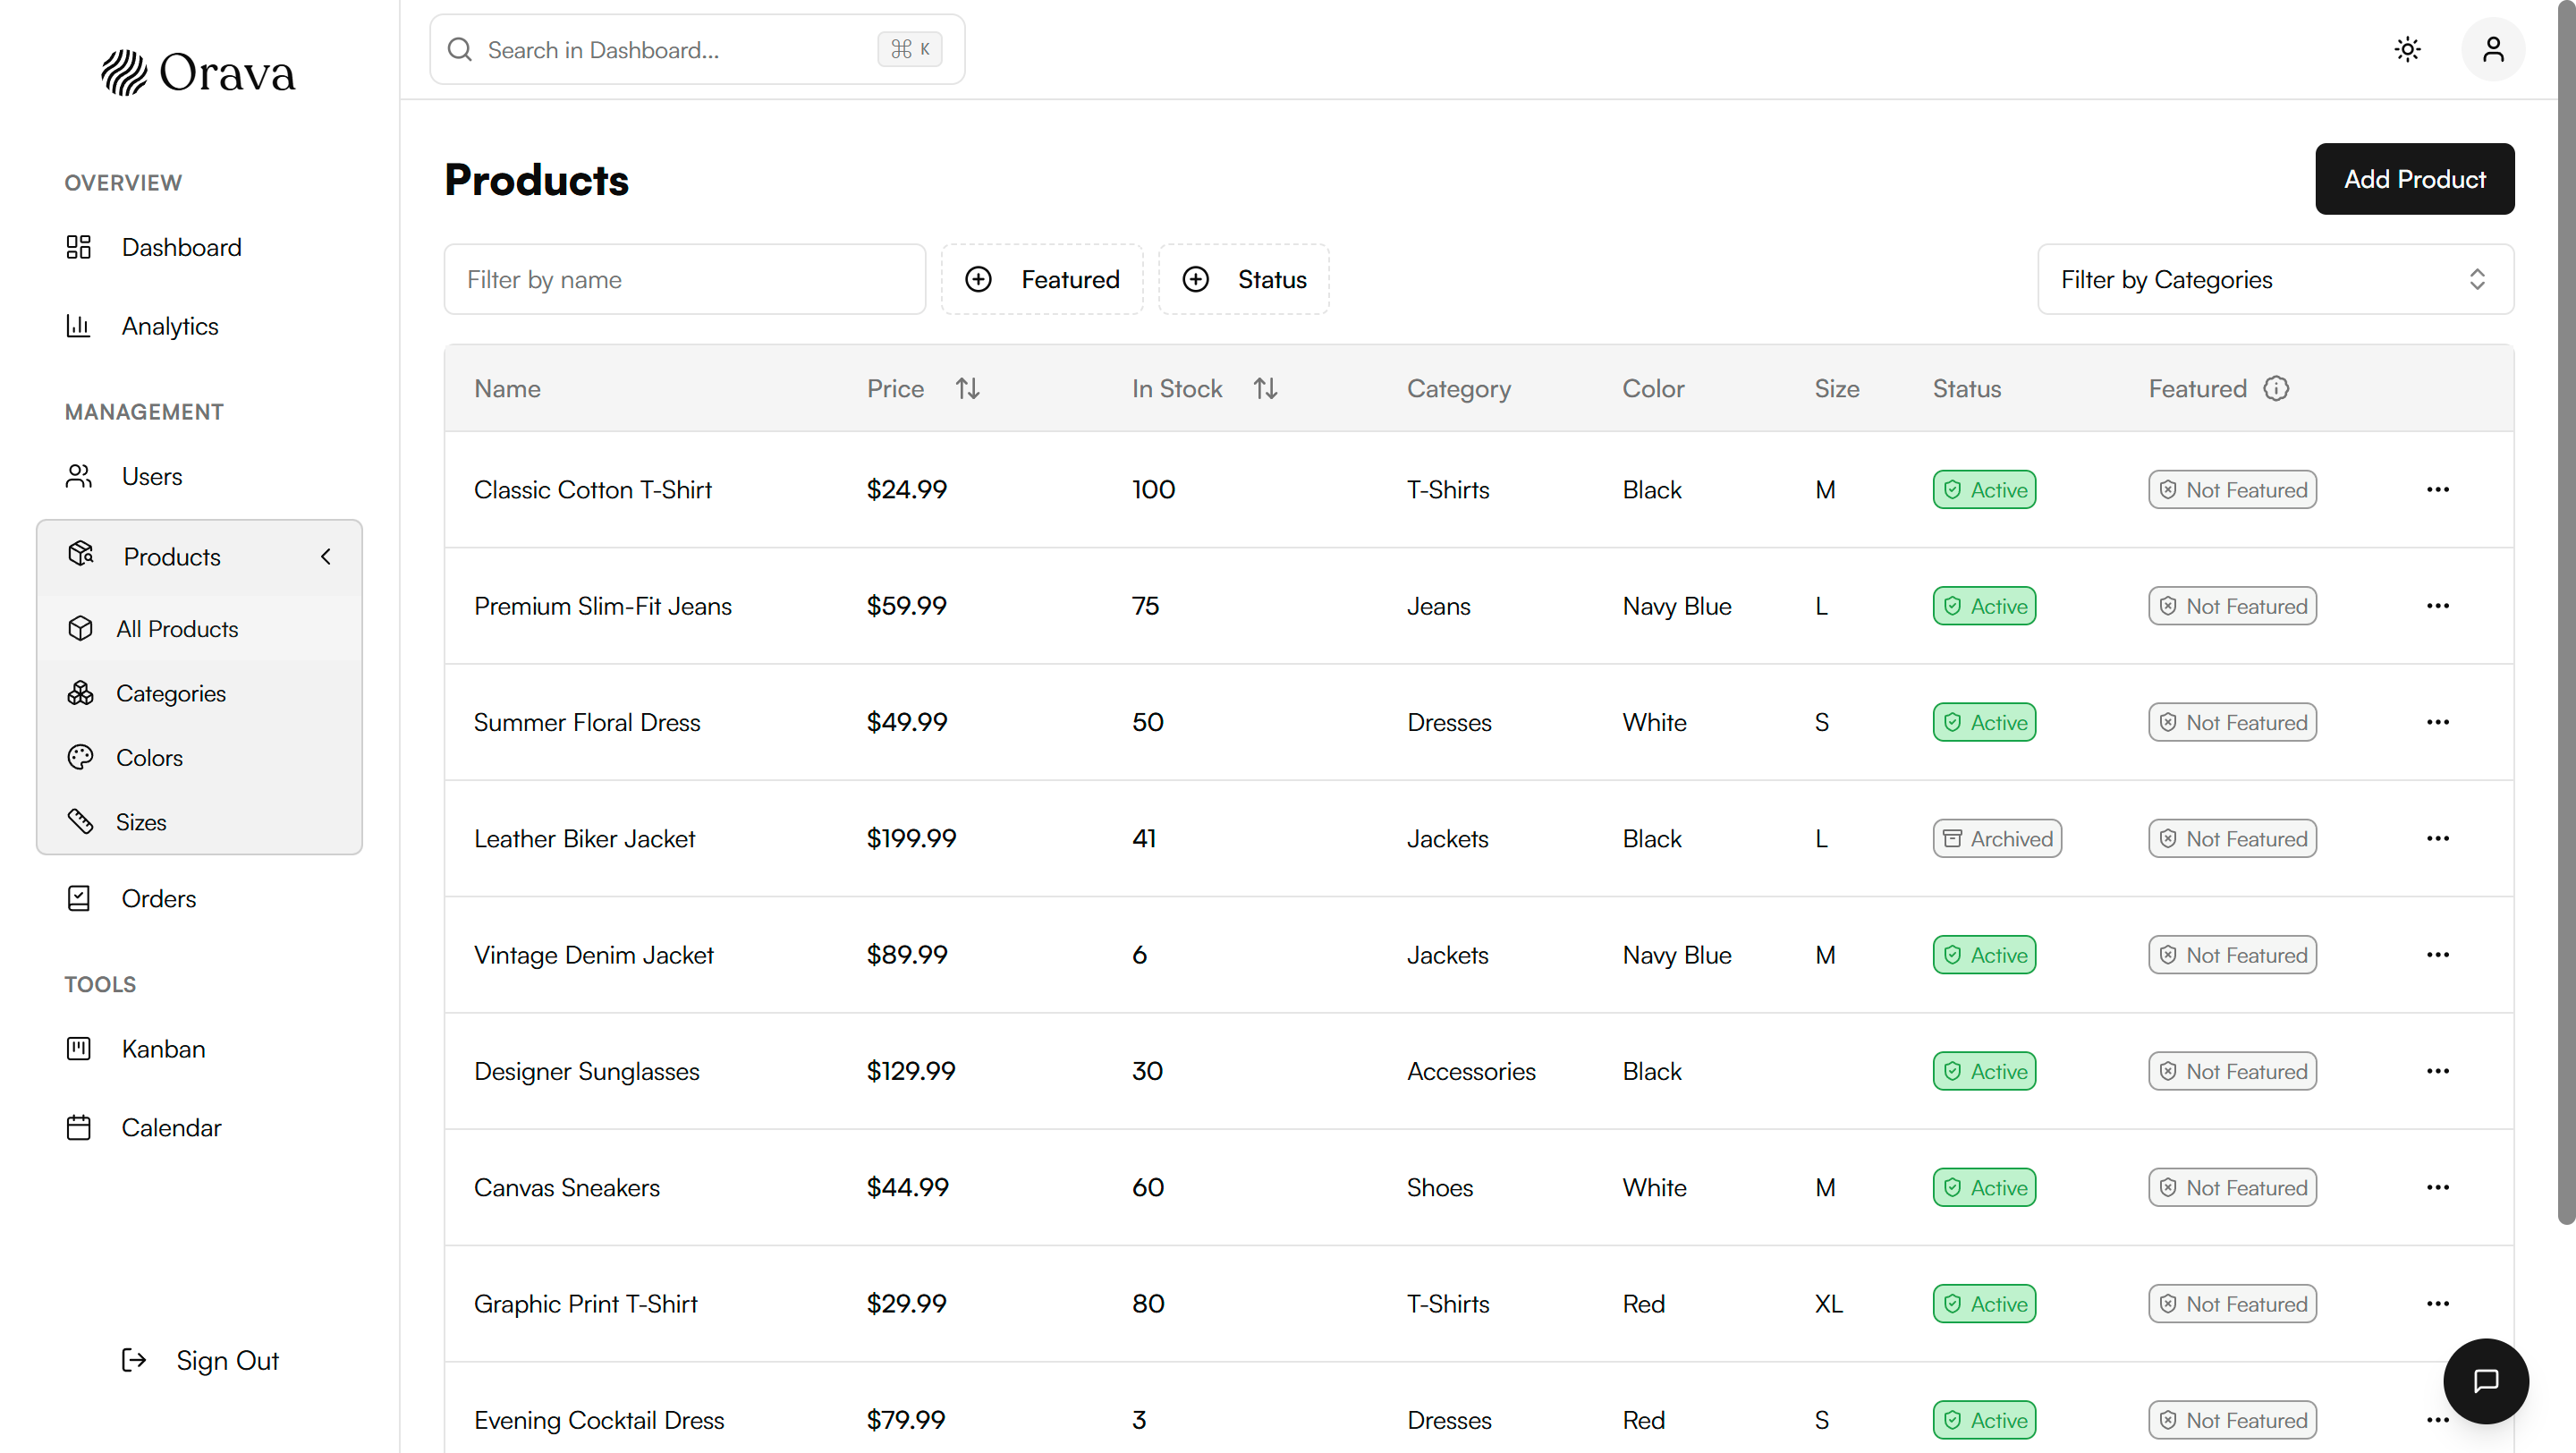 Orava
OVERVIEW
Dashboard
Analytics
MANAGEMENT
Users
Products
All Products
Categories
Colors
Sizes
Orders
TOOLS
Kanban
Calendar
Sign Out
Search in Dashboard... ⌘ K
Products
Add Product
Filter by name Featured Status Filter by Categories
Name Price In Stock Category Color Size Status Featured
Classic Cotton T-Shirt $24.99 100 T-Shirts Black M Active Not Featured
Premium Slim-Fit Jeans $59.99 75 Jeans Navy Blue L Active Not Featured
Summer Floral Dress $49.99 50 Dresses White S Active Not Featured
Leather Biker Jacket $199.99 41 Jackets Black L Archived Not Featured
Vintage Denim Jacket $89.99 6 Jackets Navy Blue M Active Not Featured
Designer Sunglasses $129.99 30 Accessories Black Active Not Featured
Canvas Sneakers $44.99 60 Shoes White M Active Not Featured
Graphic Print T-Shirt $29.99 80 T-Shirts Red XL Active Not Featured
Evening Cocktail Dress $79.99 3 Dresses Red S Active Not Featured